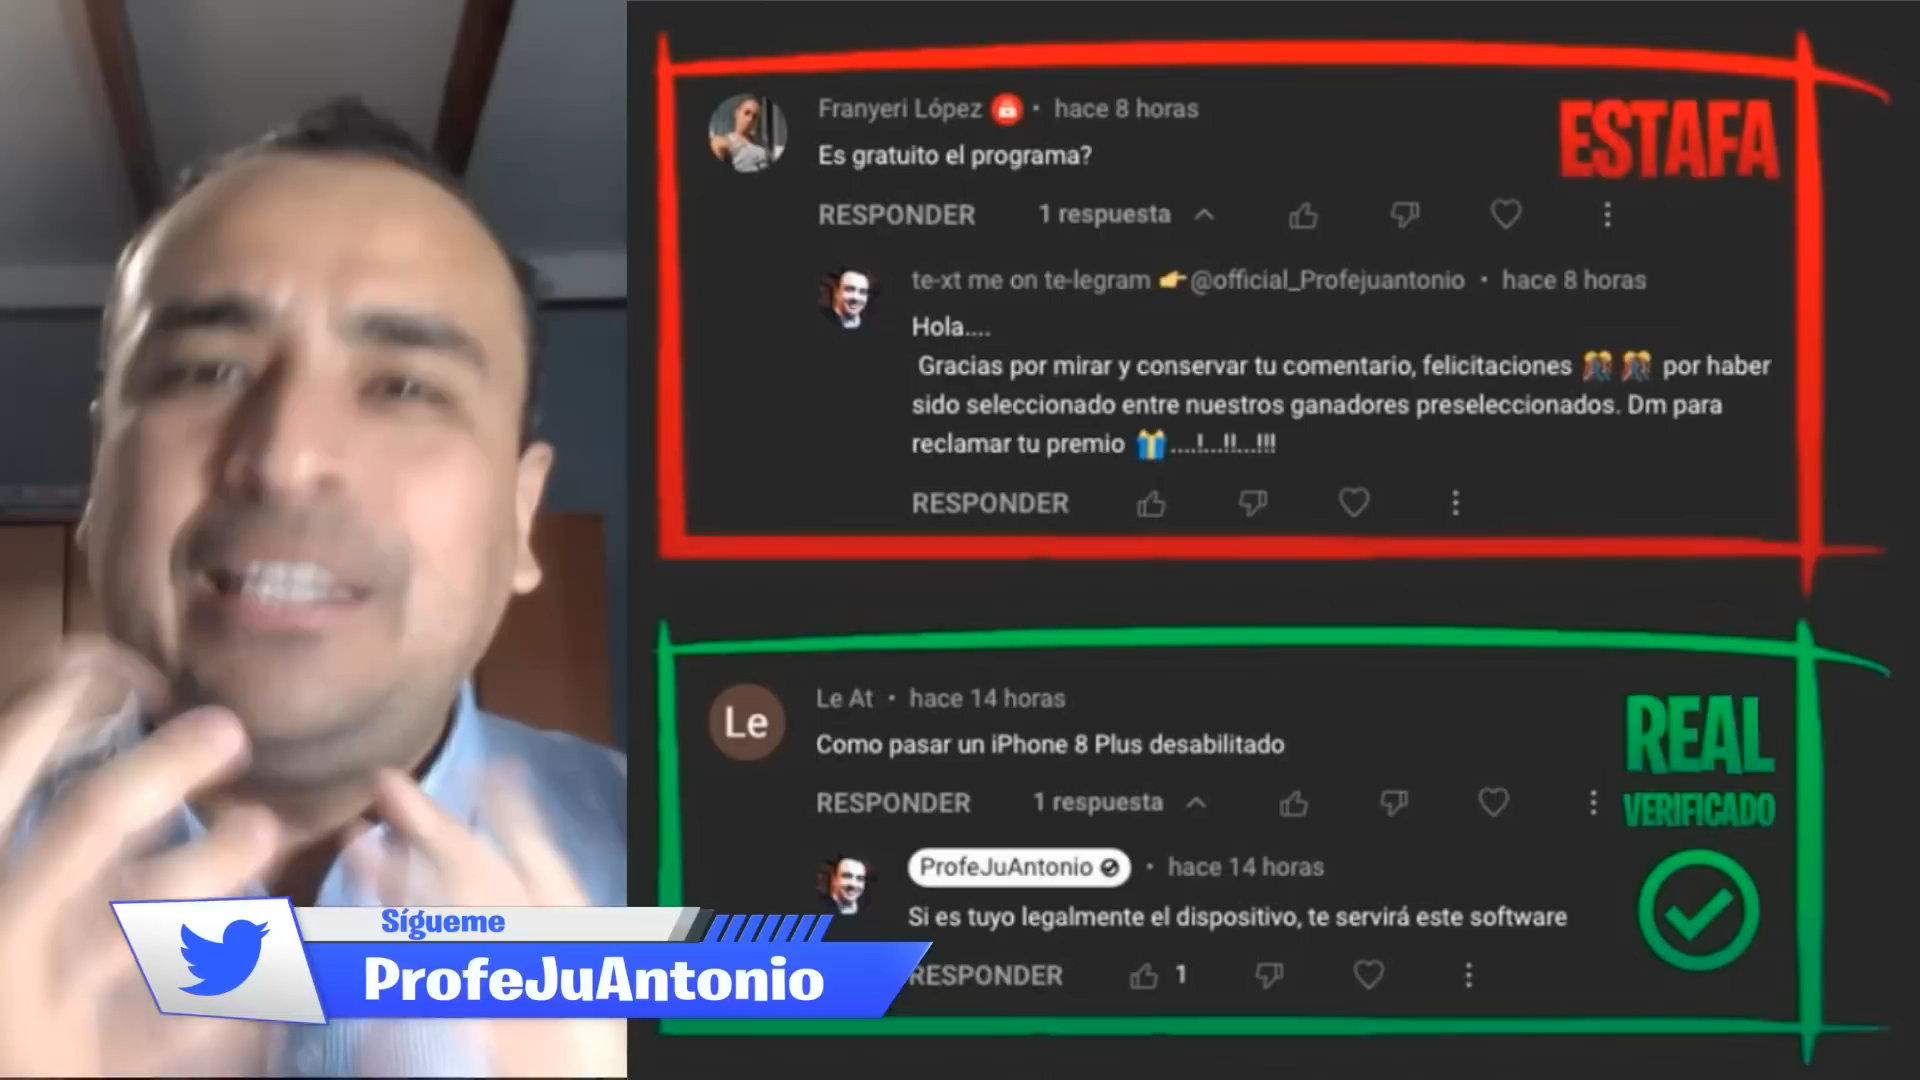 Franyeri López • hace 8 horas
ESTAFA
Es gratuito el programa?
RESPONDER 1 respuesta
te-xt me on te-legram 👉@official_Profejuantonio • hace 8 horas
Hola....
Gracias por mirar y conservar tu comentario, felicitaciones 🎊🎊 por haber
sido seleccionado entre nuestros ganadores preseleccionados. Dm para
reclamar tu premio 🎁....!...!!...!!!
RESPONDER
Le
Le At • hace 14 horas
REAL
VERIFICADO
Como pasar un iPhone 8 Plus desabilitado
RESPONDER 1 respuesta
ProfeJuAntonio • hace 14 horas
Si es tuyo legalmente el dispositivo, te servirá este software
RESPONDER 1
Sígueme
ProfeJuAntonio